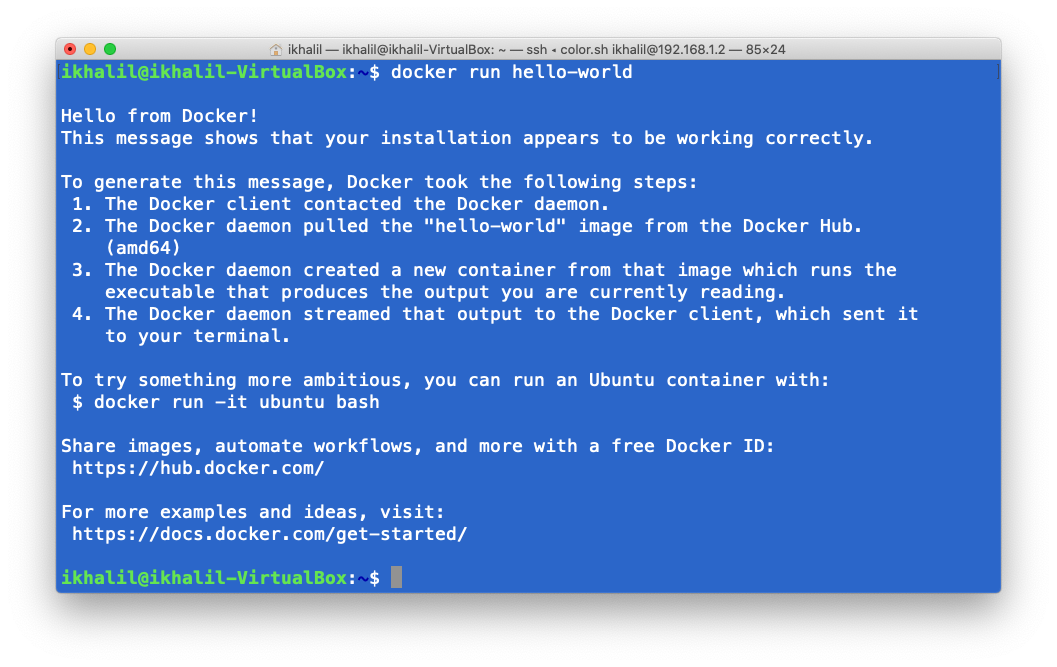 ikhalil — ikhalil@ikhalil-VirtualBox: ~ — ssh ◂ color.sh ikhalil@192.168.1.2 — 85×24
ikhalil@ikhalil-VirtualBox:~$ docker run hello-world
Hello from Docker!
This message shows that your installation appears to be working correctly.
To generate this message, Docker took the following steps:
1. The Docker client contacted the Docker daemon.
2. The Docker daemon pulled the "hello-world" image from the Docker Hub.
(amd64)
3. The Docker daemon created a new container from that image which runs the
executable that produces the output you are currently reading.
4. The Docker daemon streamed that output to the Docker client, which sent it
to your terminal.
To try something more ambitious, you can run an Ubuntu container with:
$ docker run -it ubuntu bash
Share images, automate workflows, and more with a free Docker ID:
https://hub.docker.com/
For more examples and ideas, visit:
https://docs.docker.com/get-started/
ikhalil@ikhalil-VirtualBox:~$